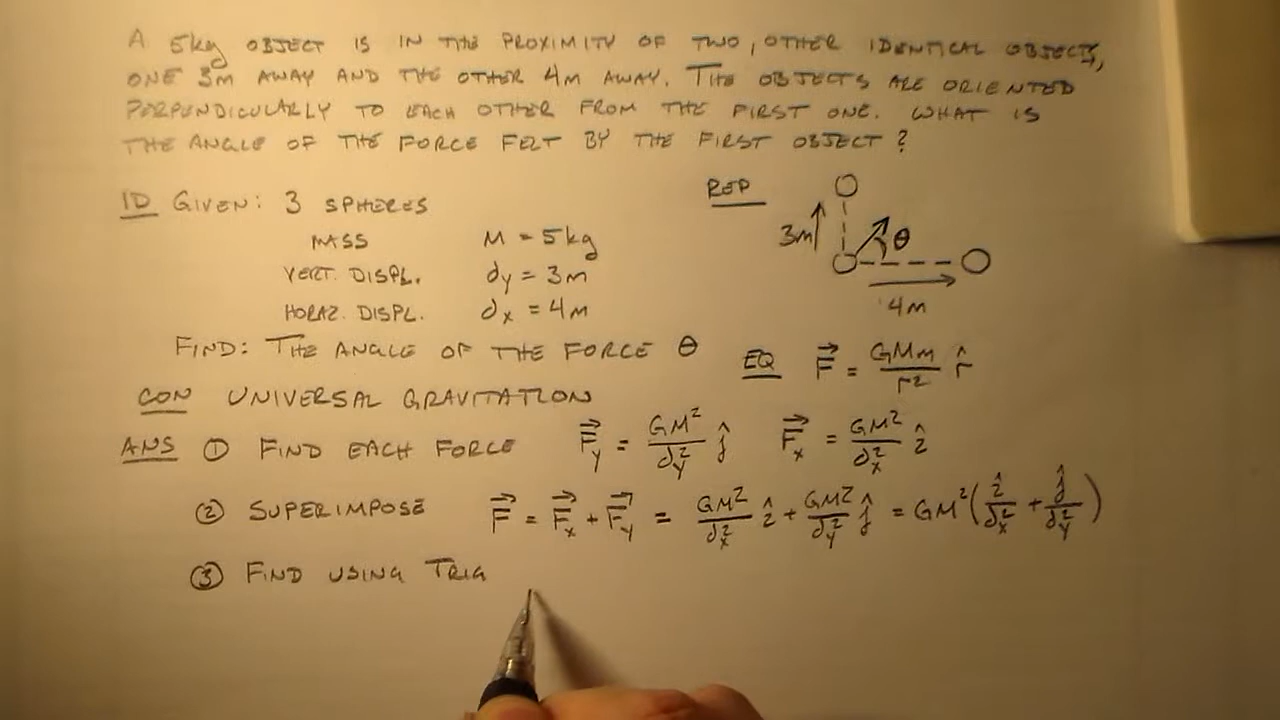 A 5kg OBJECT IS IN THE PROXIMITY OF TWO, OTHER IDENTICAL OBJECTS,
ONE 3m AWAY AND THE OTHER 4m AWAY. THE OBJECTS ARE ORIENTED
PERPENDICULARLY TO EACH OTHER FROM THE FIRST ONE. WHAT IS
THE ANGLE OF THE FORCE FELT BY THE FIRST OBJECT?
ID GIVEN: 3 SPHERES
MASS M = 5kg
VERT. DISPL. dy = 3m
HORAZ. DISPL. dx = 4m
FIND: THE ANGLE OF THE FORCE θ
REP
3m
θ
4m
EQ F⃗ = GMm/r² r̂
CON UNIVERSAL GRAVITATION
ANS ① FIND EACH FORCE F⃗y = GM²/dy² ĵ F⃗x = GM²/dx² î
② SUPERIMPOSE F⃗ = F⃗x + F⃗y = GM²/dx² î + GM²/dy² ĵ = GM²(î/dx² + ĵ/dy²)
③ FIND USING TRIG